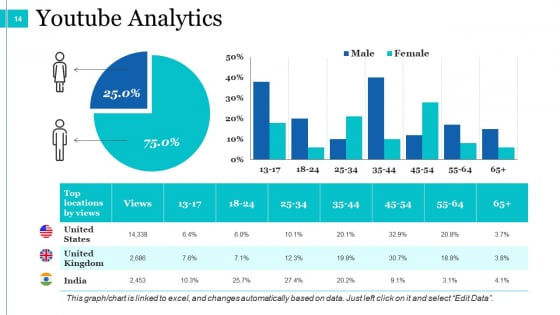 14
Youtube Analytics
25.0%
75.0%
Male Female
50%
40%
30%
20%
10%
0%
13-17 18-24 25-34 35-44 45-54 55-64 65+
Top locations by views Views 13-17 18-24 25-34 35-44 45-54 55-64 65+
United States 14,338 6.4% 6.0% 10.1% 20.1% 32.9% 20.8% 3.7%
United Kingdom 2,686 7.6% 7.1% 12.3% 19.8% 30.7% 18.8% 3.8%
India 2,453 10.3% 25.7% 27.4% 20.2% 9.1% 3.1% 4.1%
This graph/chart is linked to excel, and changes automatically based on data. Just left click on it and select “Edit Data”.